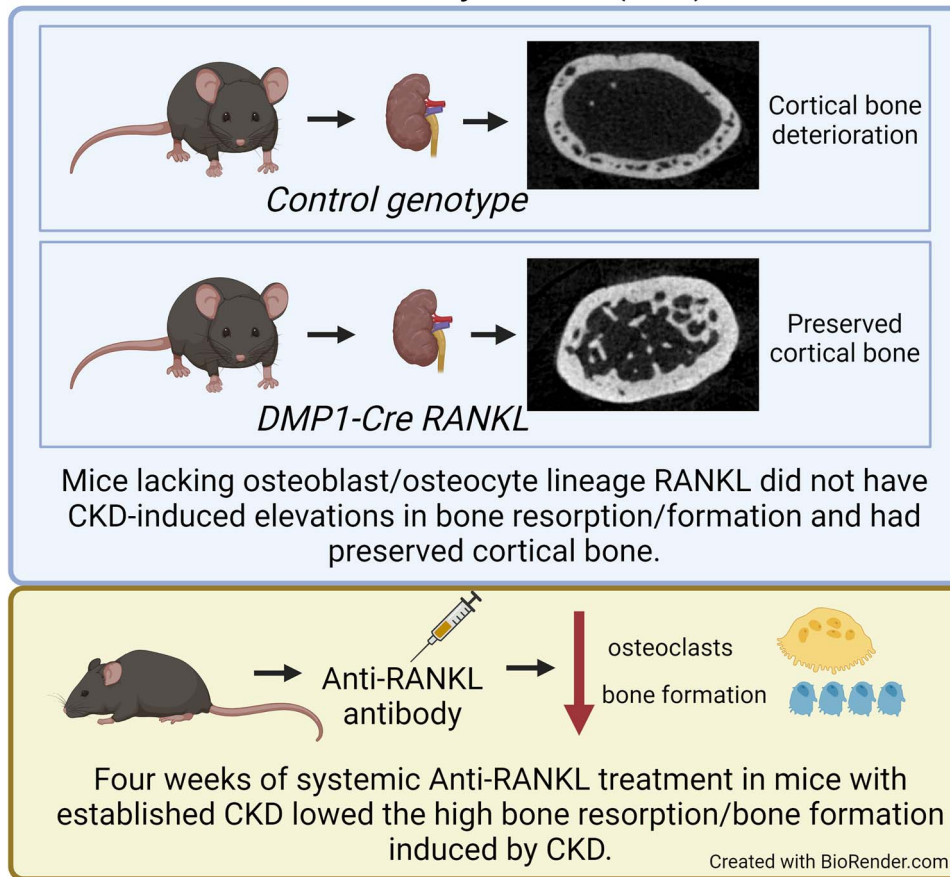 Cortical bone
deterioration
Control genotype
Preserved
cortical bone
DMP1-Cre RANKL
Mice lacking osteoblast/osteocyte lineage RANKL did not have
CKD-induced elevations in bone resorption/formation and had
preserved cortical bone.
Anti-RANKL
antibody
osteoclasts
bone formation
Four weeks of systemic Anti-RANKL treatment in mice with
established CKD lowed the high bone resorption/bone formation
induced by CKD.
Created with BioRender.com